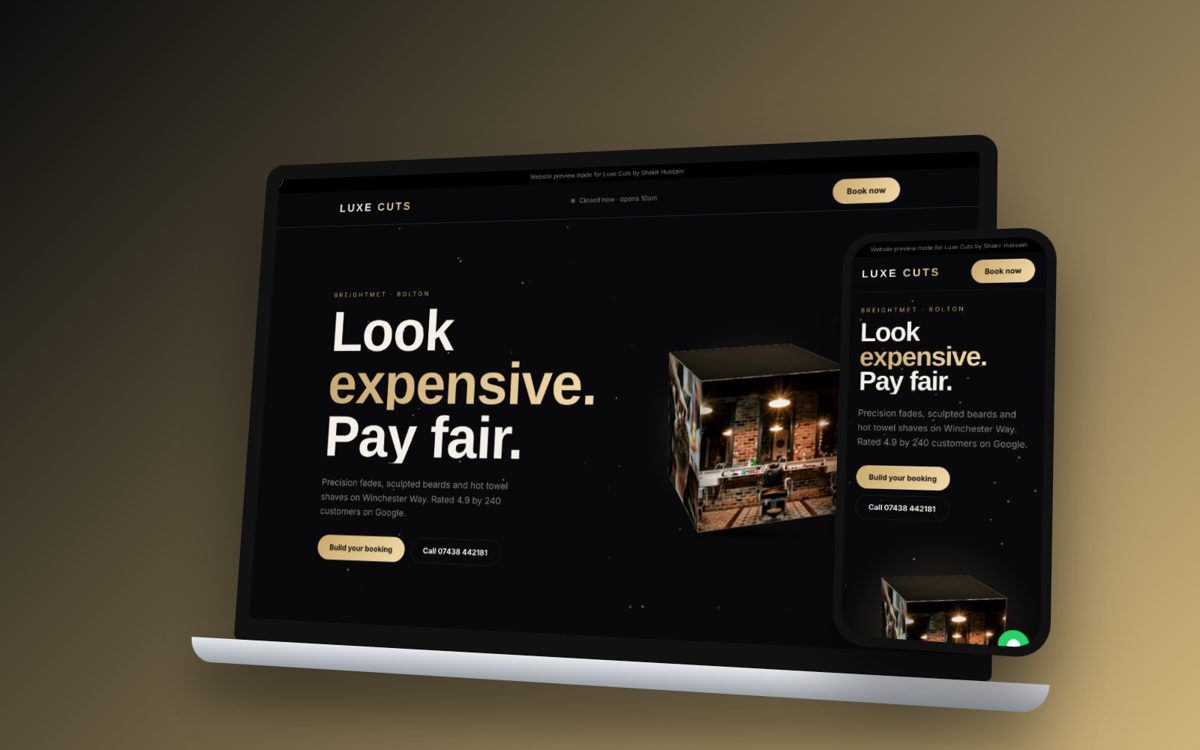 Website preview made for Luxe Cuts by Shakir Hussain
LUXE CUTS
Closed now · opens 10am
Book now
BREIGHTMET · BOLTON
Look
expensive.
Pay fair.
Precision fades, sculpted beards and hot towel
shaves on Winchester Way. Rated 4.9 by 240
customers on Google.
Build your booking
Call 07438 442181
Website preview made for Luxe Cuts by Shakir Hussain
LUXE CUTS
Book now
BREIGHTMET · BOLTON
Look
expensive.
Pay fair.
Precision fades, sculpted beards and
hot towel shaves on Winchester Way.
Rated 4.9 by 240 customers on Google.
Build your booking
Call 07438 442181